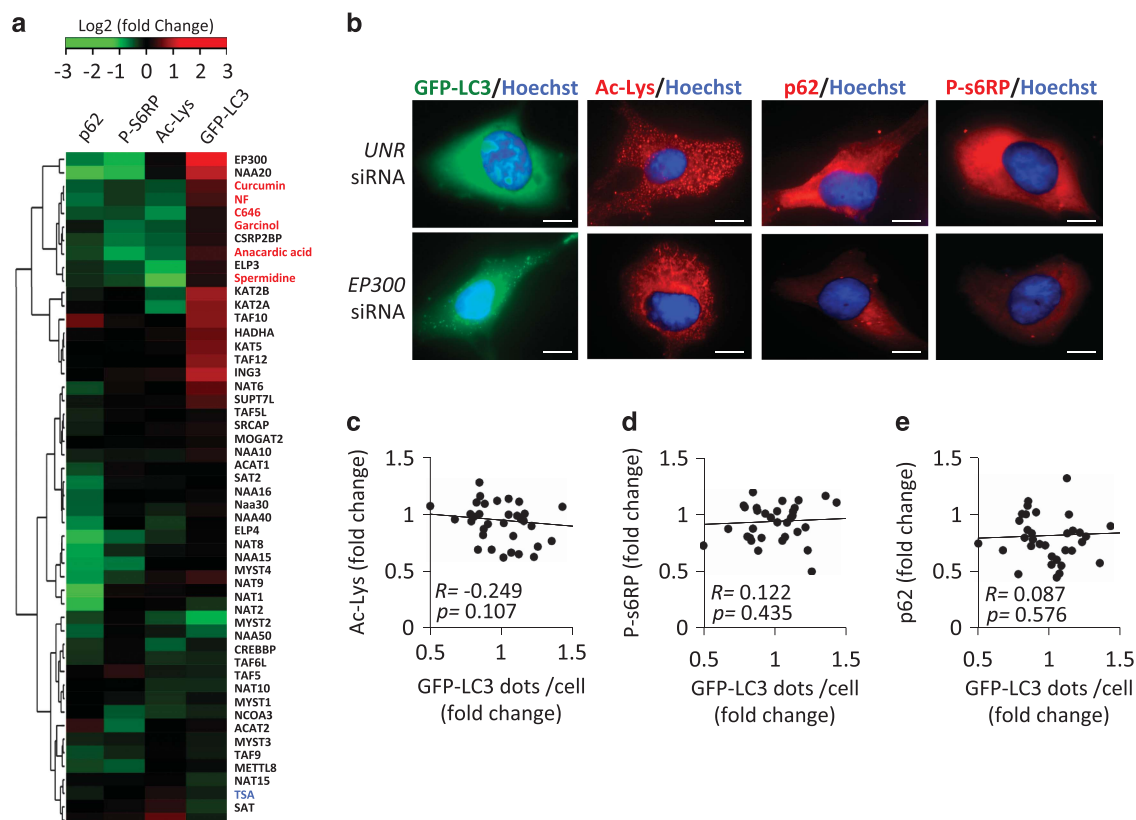 a
Log2 (fold Change)
-3 -2 -1 0 1 2 3
p62 P-S6RP Ac-Lys GFP-LC3
EP300
NAA20
Curcumin
NF
C646
Garcinol
CSRP2BP
Anacardic acid
ELP3
Spermidine
KAT2B
KAT2A
TAF10
HADHA
KAT5
TAF12
ING3
NAT6
SUPT7L
TAF5L
SRCAP
MOGAT2
NAA10
ACAT1
SAT2
NAA16
Naa30
NAA40
ELP4
NAT8
NAA15
MYST4
NAT9
NAT1
NAT2
MYST2
NAA50
CREBBP
TAF6L
TAF5
NAT10
MYST1
NCOA3
ACAT2
MYST3
TAF9
METTL8
NAT15
TSA
SAT
b
GFP-LC3/Hoechst Ac-Lys/Hoechst p62/Hoechst P-s6RP/Hoechst
UNR
siRNA
EP300
siRNA
c
Ac-Lys (fold change)
1.5
1
0.5
0
R= -0.249
p= 0.107
0.5 1 1.5
GFP-LC3 dots /cell
(fold change)
d
P-s6RP (fold change)
1.5
1
0.5
0
R= 0.122
p= 0.435
0.5 1 1.5
GFP-LC3 dots /cell
(fold change)
e
p62 (fold change)
1.5
1
0.5
0
R= 0.087
p= 0.576
0.5 1 1.5
GFP-LC3 dots /cell
(fold change)